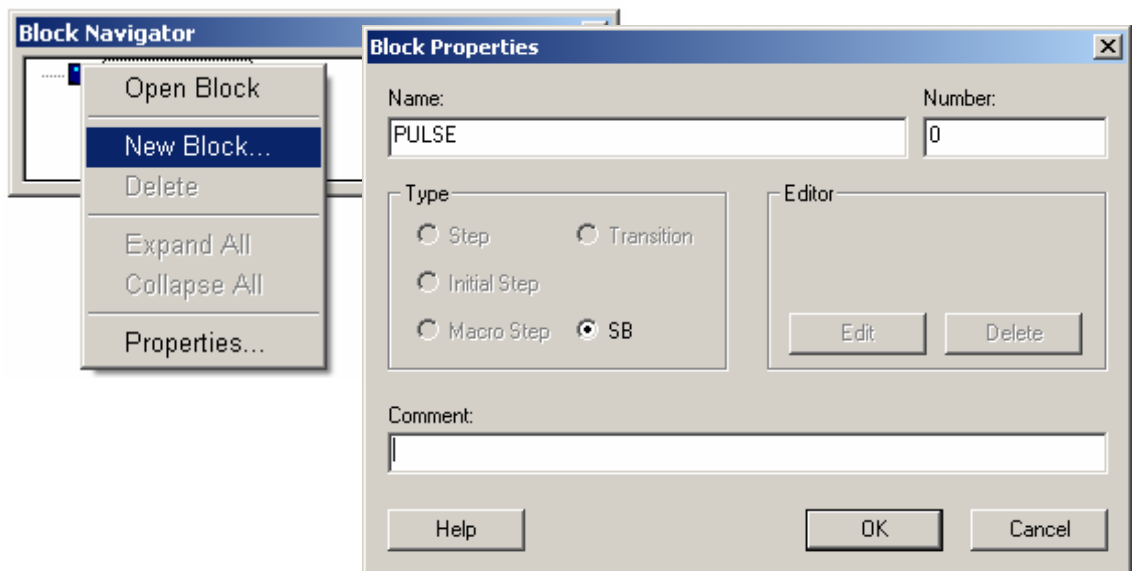 Block Navigator
Open Block
New Block...
Delete
Expand All
Collapse All
Properties...
Block Properties
Name:
Number:
PULSE
0
Type
Editor
Step
Transition
Initial Step
Macro Step
SB
Edit
Delete
Comment:
Help
OK
Cancel